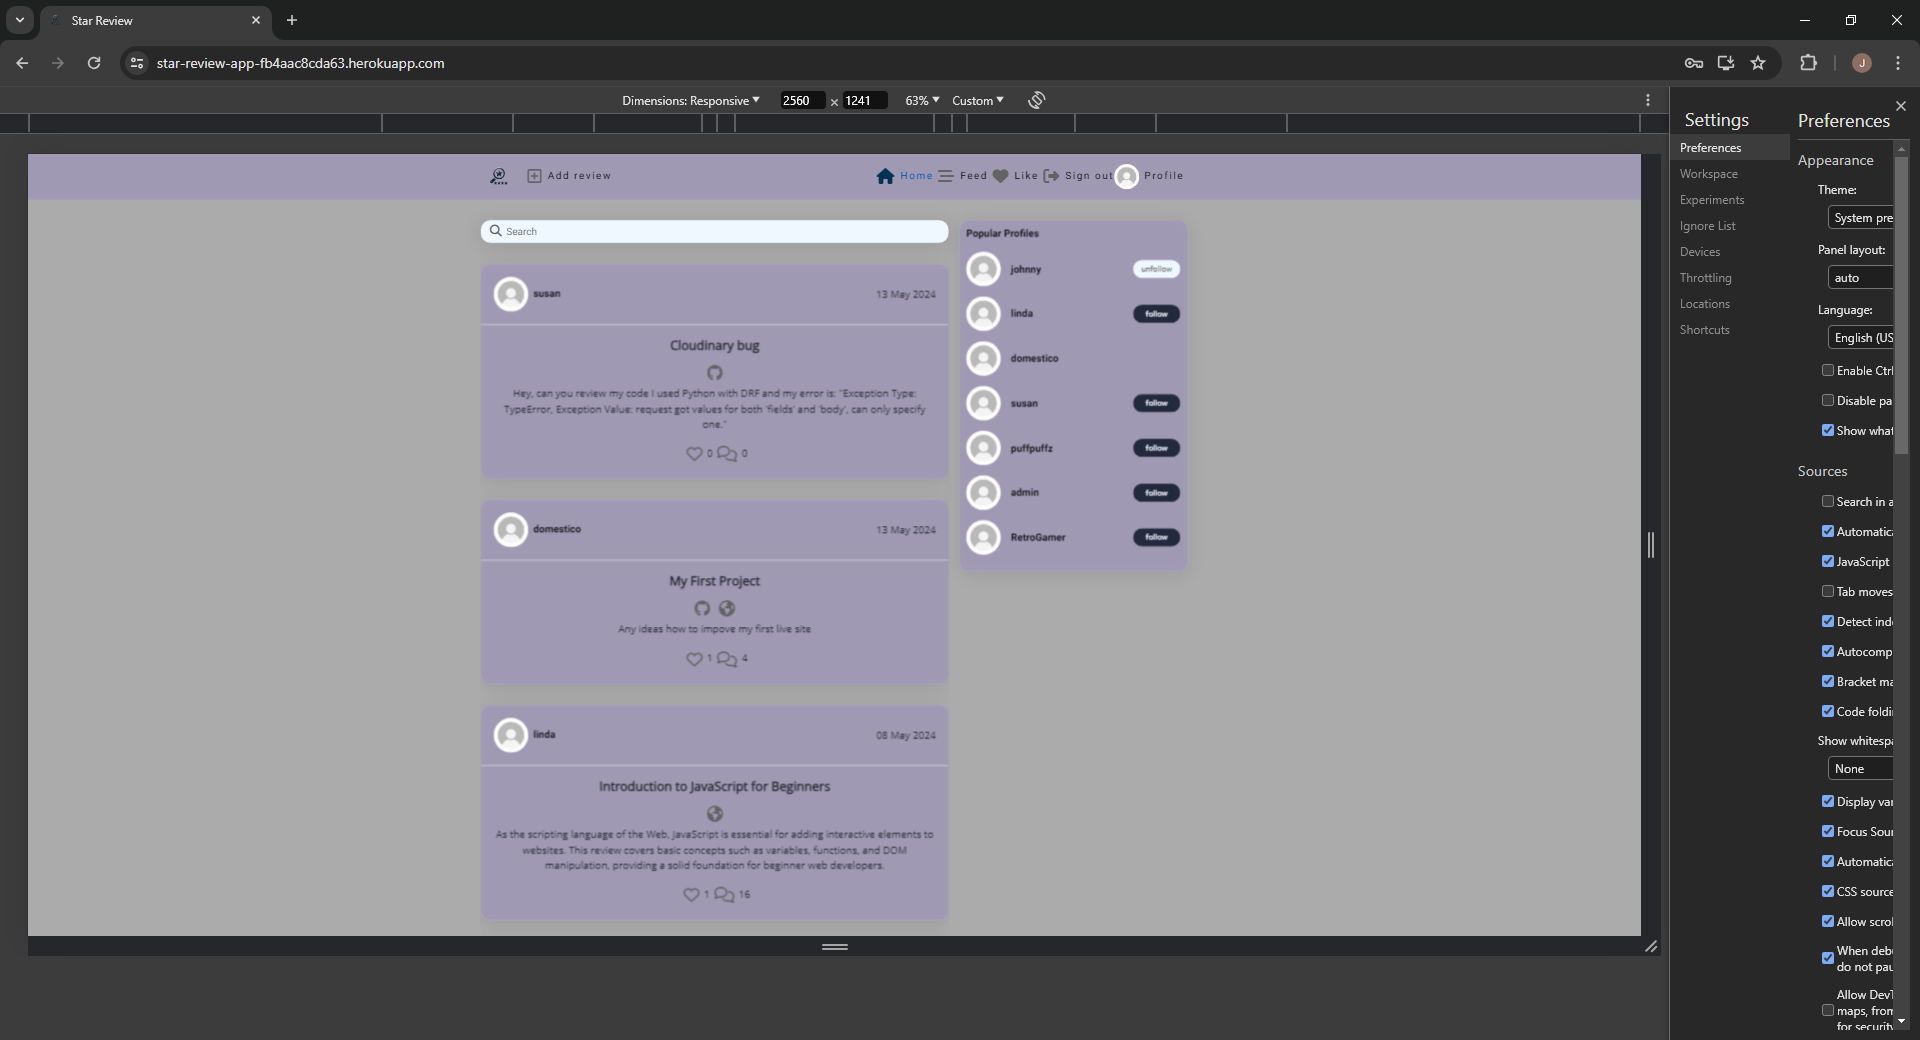 Star Review
star-review-app-fb4aac8cda63.herokuapp.com
J
Dimensions: Responsive 2560 x 1241 63% Custom
Add review Home Feed Like Sign out Profile
Search
susan 13 May 2024
Cloudinary bug
Hey, can you review my code I used Python with DRF and my error is: "Exception Type:
TypeError, Exception Value: request got values for both 'fields' and 'body', can only specify
one."
0 0
domestico 13 May 2024
My First Project
Any ideas how to impove my first live site
1 4
linda 08 May 2024
Introduction to JavaScript for Beginners
As the scripting language of the Web, JavaScript is essential for adding interactive elements to
websites. This review covers basic concepts such as variables, functions, and DOM
manipulation, providing a solid foundation for beginner web developers.
1 16
Popular Profiles
johnny unfollow
linda follow
domestico
susan follow
puffpuffz follow
admin follow
RetroGamer follow
Settings
Preferences
Workspace
Experiments
Ignore List
Devices
Throttling
Locations
Shortcuts
Preferences
Appearance
Theme:
System pre
Panel layout:
auto
Language:
English (US
Enable Ctrl
Disable pa
Show what
Sources
Search in a
Automatica
JavaScript
Tab moves
Detect inde
Autocomp
Bracket ma
Code foldi
Show whitespa
None
Display var
Focus Sour
Automatica
CSS source
Allow scrol
When debu
do not pau
Allow DevT
maps, from
for security